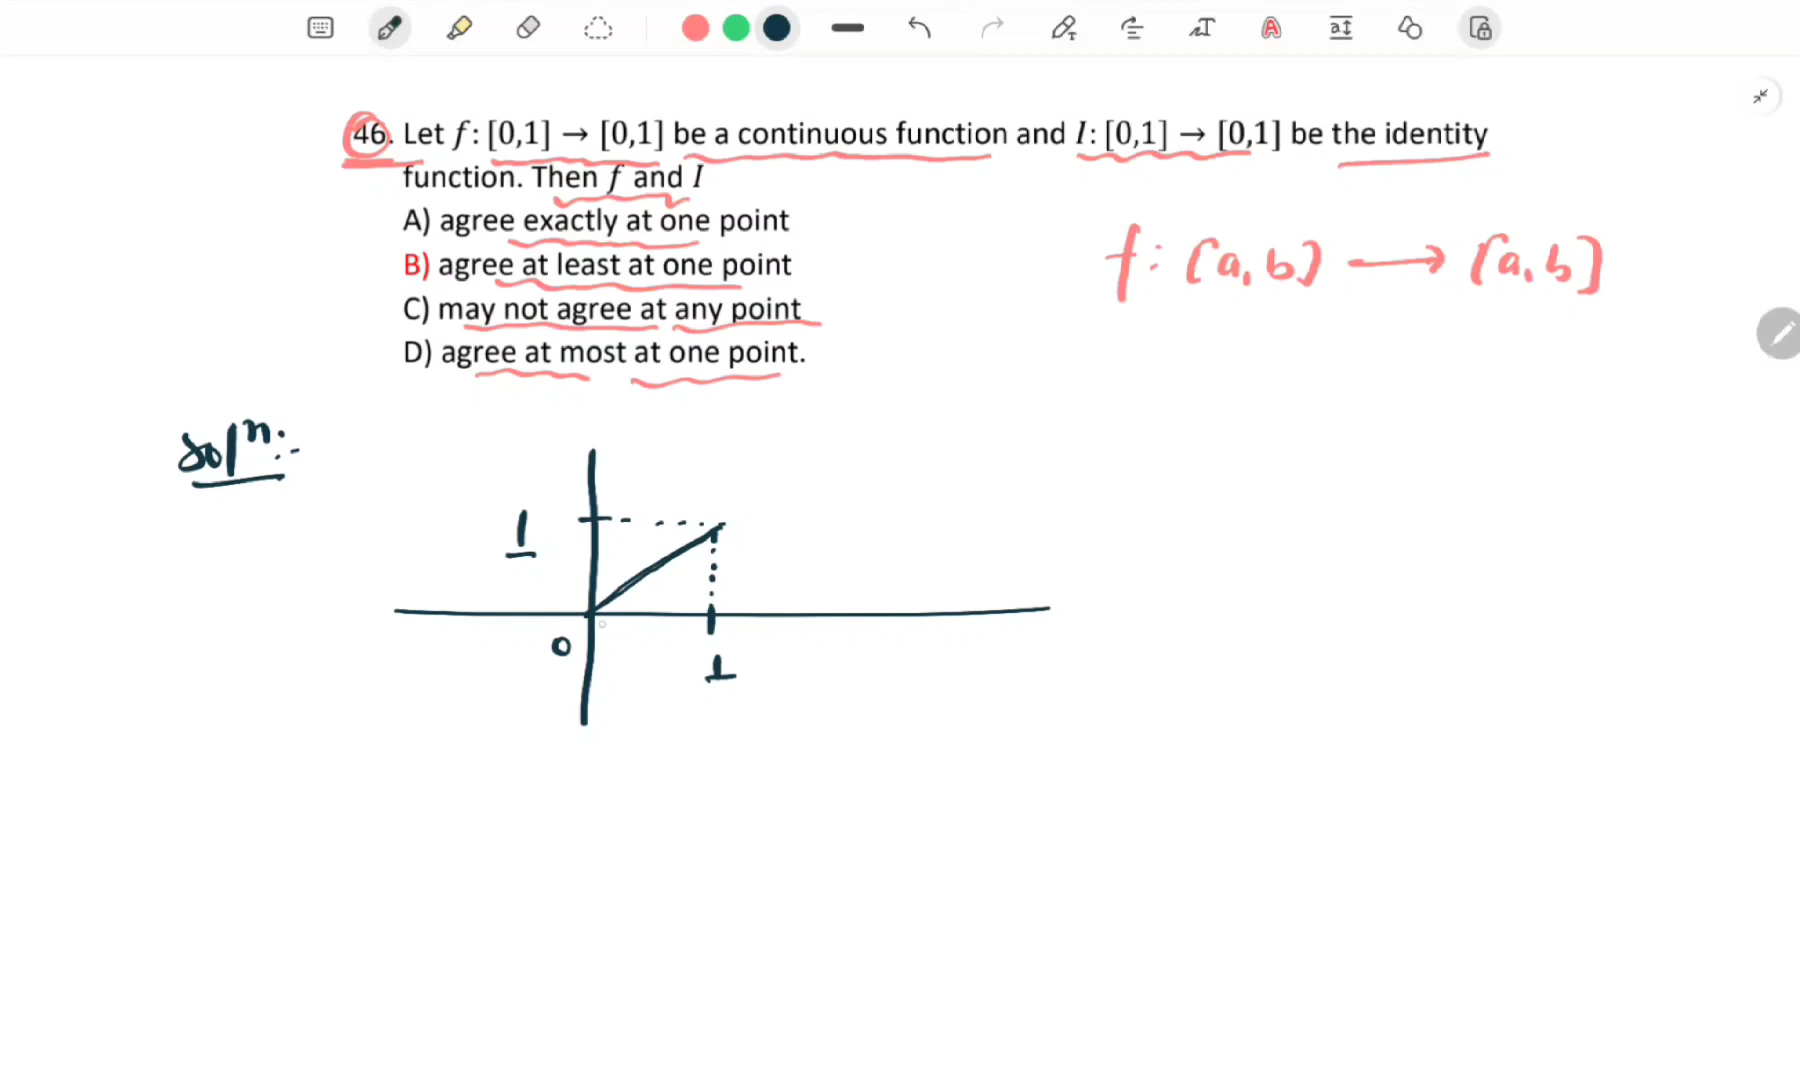 46. Let f: [0,1] → [0,1] be a continuous function and I: [0,1] → [0,1] be the identity
function. Then f and I
A) agree exactly at one point
B) agree at least at one point
C) may not agree at any point
D) agree at most at one point.
f: [a, b] → [a, b]
Solⁿ:-
1
0
1